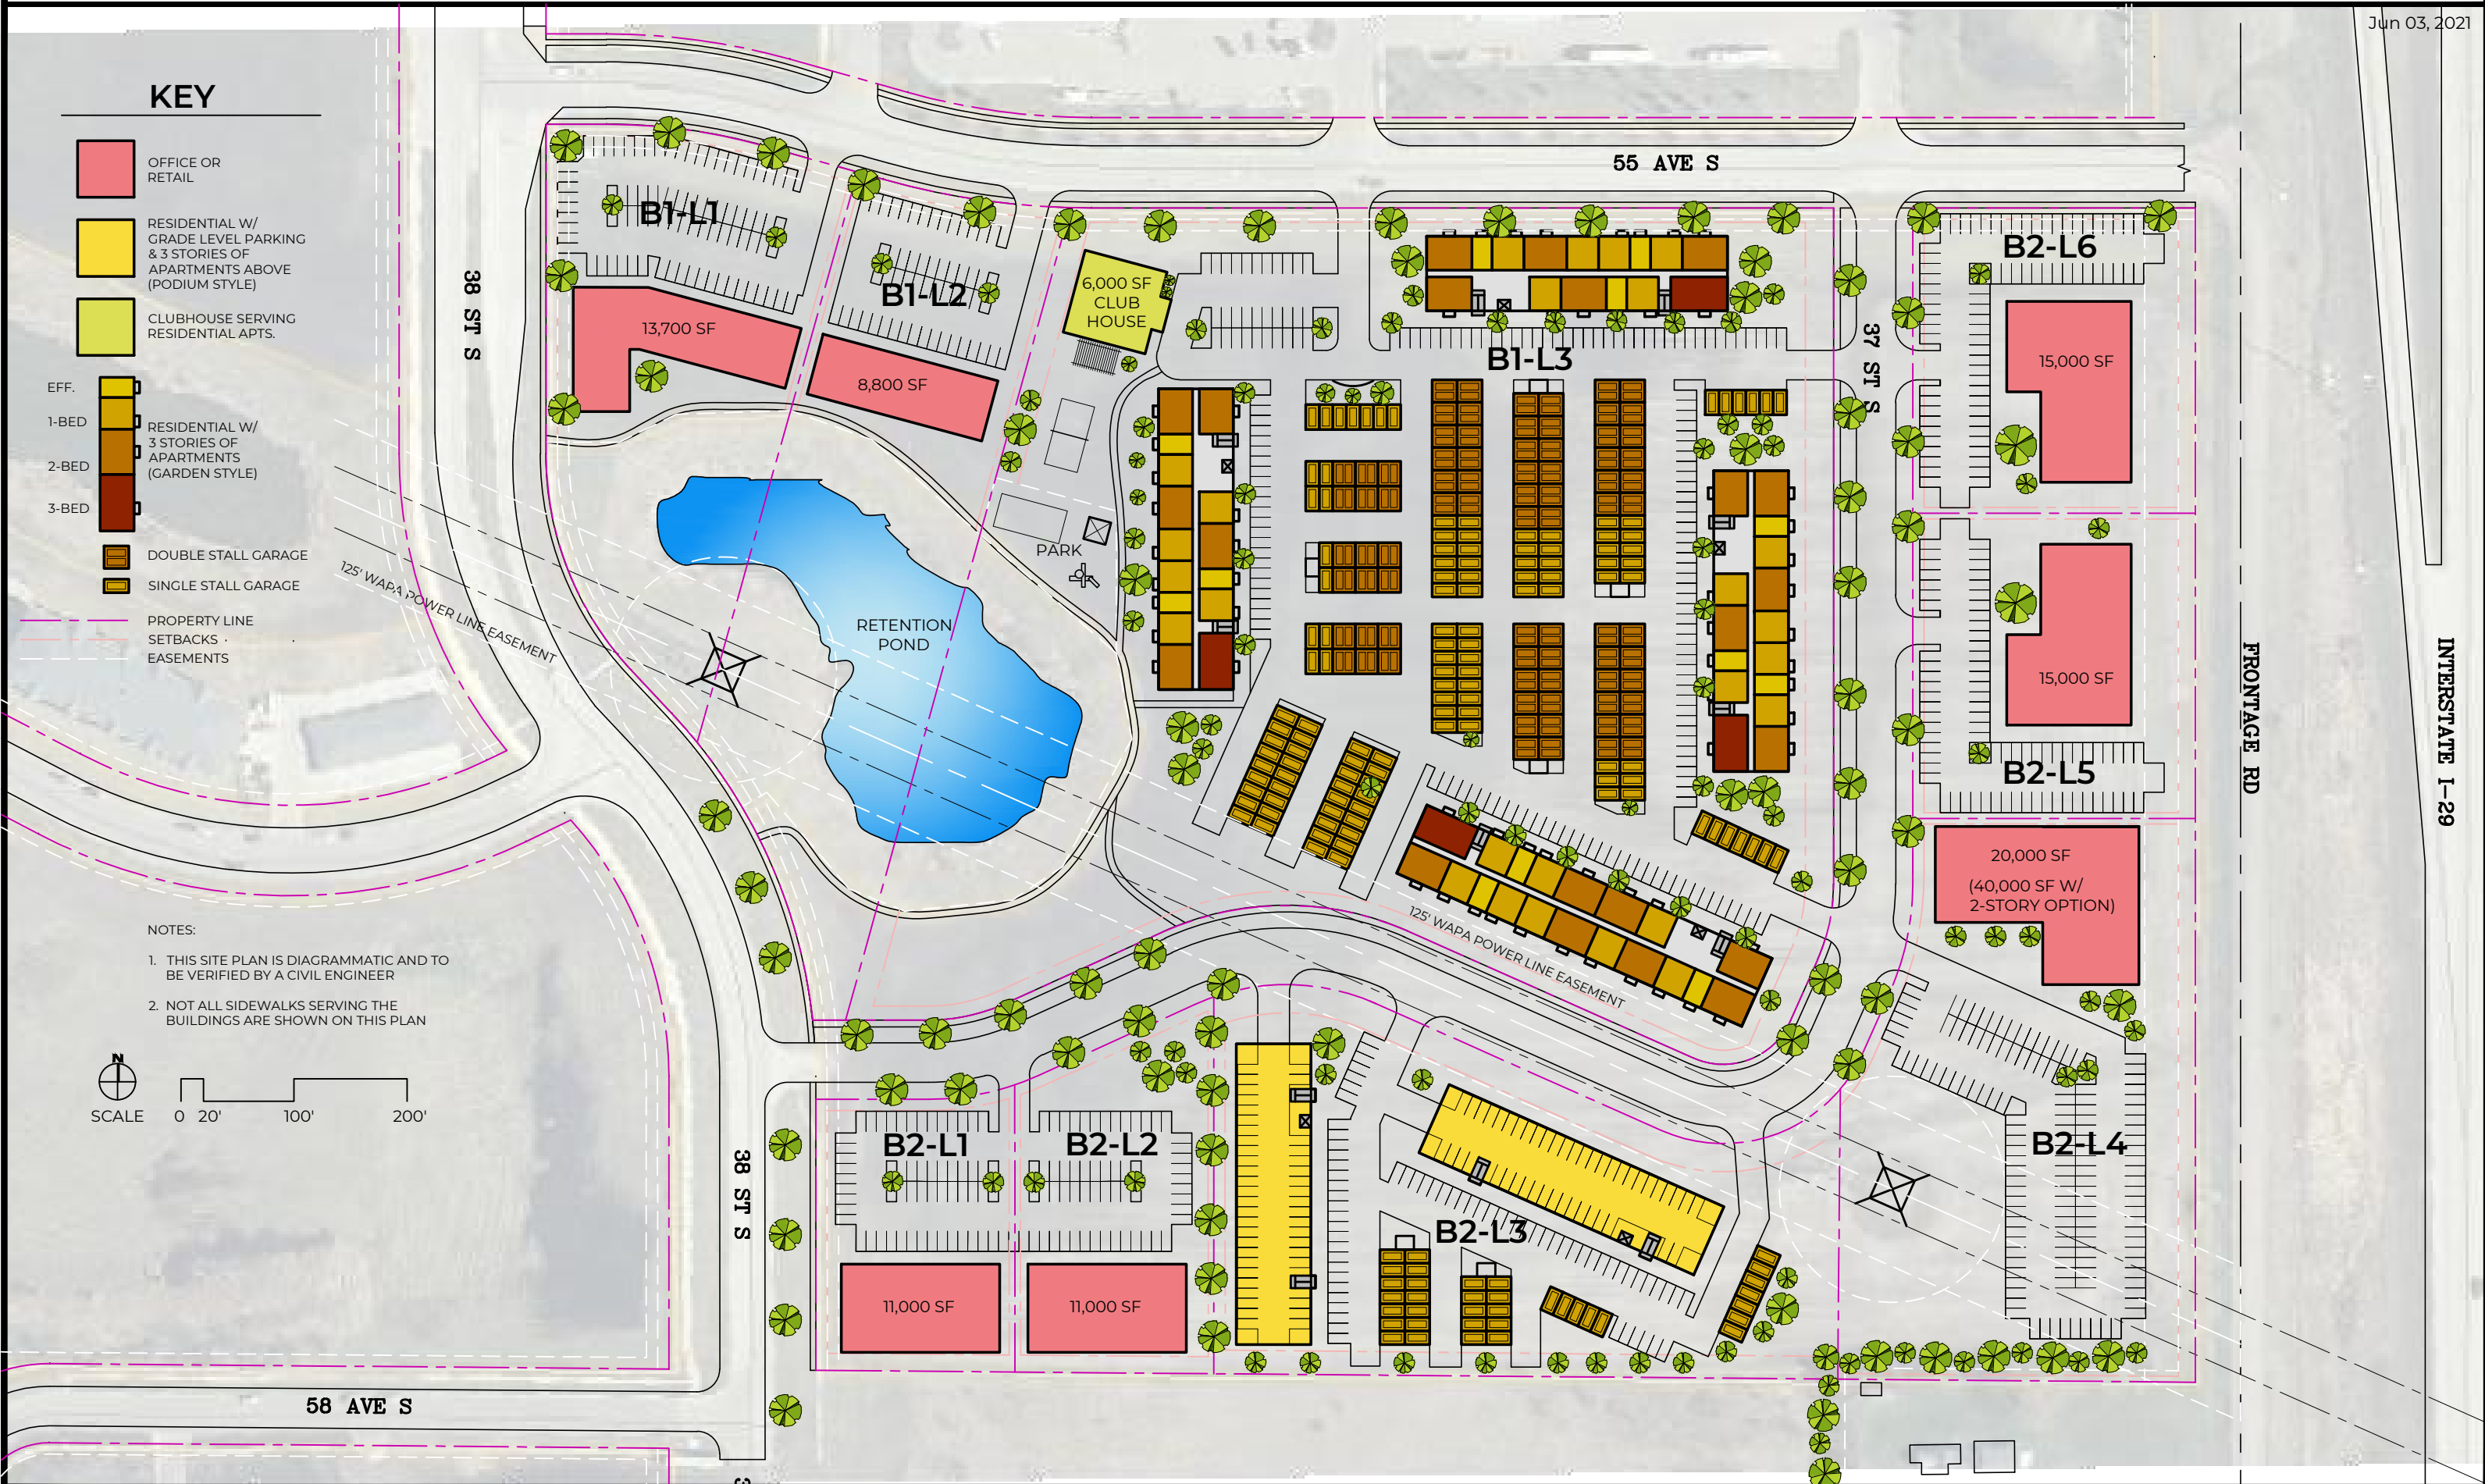 Jun 03, 2021
KEY
OFFICE OR
RETAIL
RESIDENTIAL W/
GRADE LEVEL PARKING
& 3 STORIES OF
APARTMENTS ABOVE
(PODIUM STYLE)
CLUBHOUSE SERVING
RESIDENTIAL APTS.
EFF.
1-BED
2-BED
3-BED
RESIDENTIAL W/
3 STORIES OF
APARTMENTS
(GARDEN STYLE)
DOUBLE STALL GARAGE
SINGLE STALL GARAGE
PROPERTY LINE
SETBACKS
EASEMENTS
125' WAPA POWER LINE EASEMENT
NOTES:
1. THIS SITE PLAN IS DIAGRAMMATIC AND TO
BE VERIFIED BY A CIVIL ENGINEER
2. NOT ALL SIDEWALKS SERVING THE
BUILDINGS ARE SHOWN ON THIS PLAN
N
SCALE
0 20' 100' 200'
58 AVE S
38 ST S
38 ST S
55 AVE S
37 ST S
FRONTAGE RD
INTERSTATE I-29
B1-L1
13,700 SF
B1-L2
8,800 SF
6,000 SF
CLUB
HOUSE
B1-L3
PARK
RETENTION
POND
125' WAPA POWER LINE EASEMENT
B2-L6
15,000 SF
15,000 SF
B2-L5
20,000 SF
(40,000 SF W/
2-STORY OPTION)
B2-L4
B2-L1
11,000 SF
B2-L2
11,000 SF
B2-L3